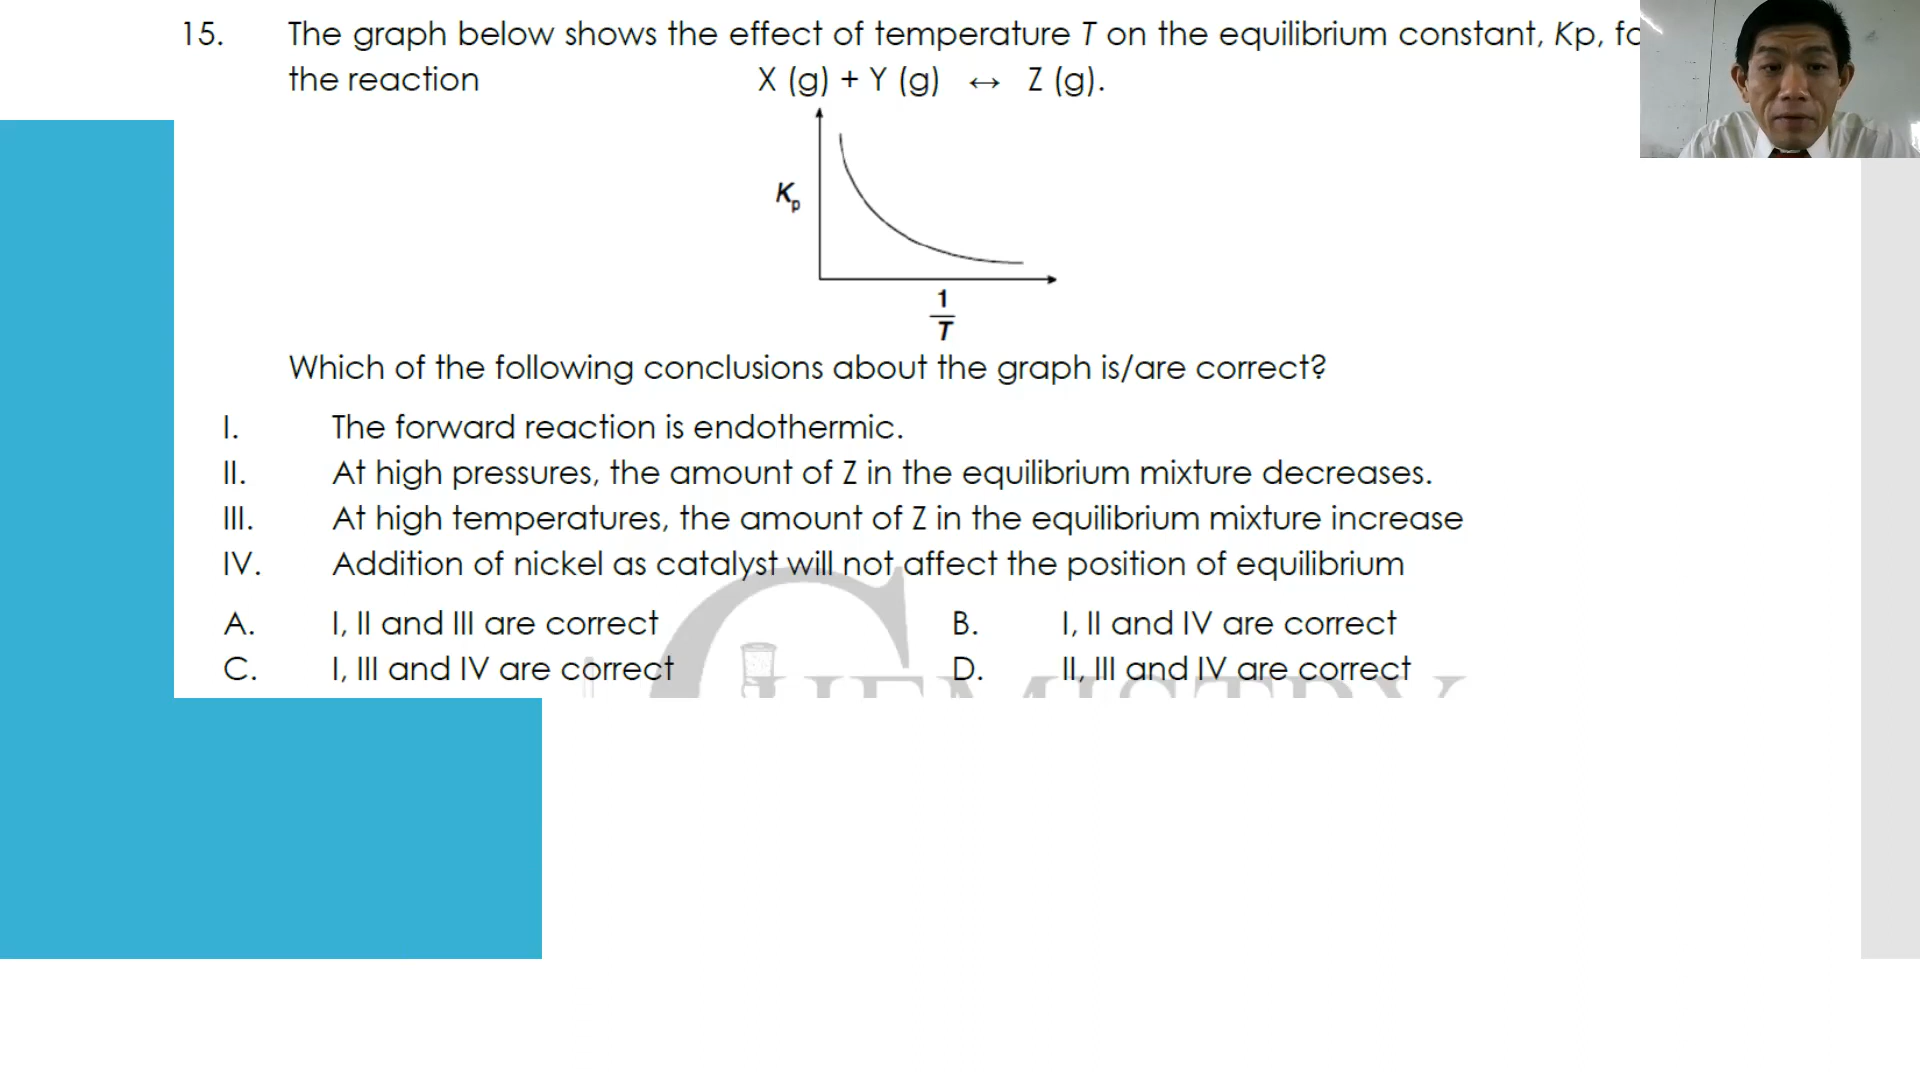 15. The graph below shows the effect of temperature T on the equilibrium constant, Kp,
the reaction X (g) + Y (g) ↔ Z (g).
Kp
1
T
Which of the following conclusions about the graph is/are correct?
I. The forward reaction is endothermic.
II. At high pressures, the amount of Z in the equilibrium mixture decreases.
III. At high temperatures, the amount of Z in the equilibrium mixture increase
IV. Addition of nickel as catalyst will not affect the position of equilibrium
A. I, II and III are correct B. I, II and IV are correct
C. I, III and IV are correct D. II, III and IV are correct
CHEMISTRY